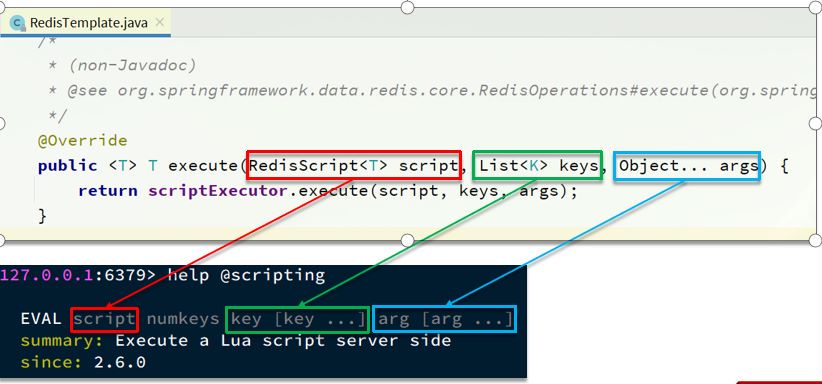 RedisTemplate.java
/*
* (non-Javadoc)
* @see org.springframework.data.redis.core.RedisOperations#execute(org.spring
*/
@Override
public <T> T execute(RedisScript<T> script, List<K> keys, Object... args) {
return scriptExecutor.execute(script, keys, args);
}
127.0.0.1:6379> help @scripting
EVAL script numkeys key [key ...] arg [arg ...]
summary: Execute a Lua script server side
since: 2.6.0